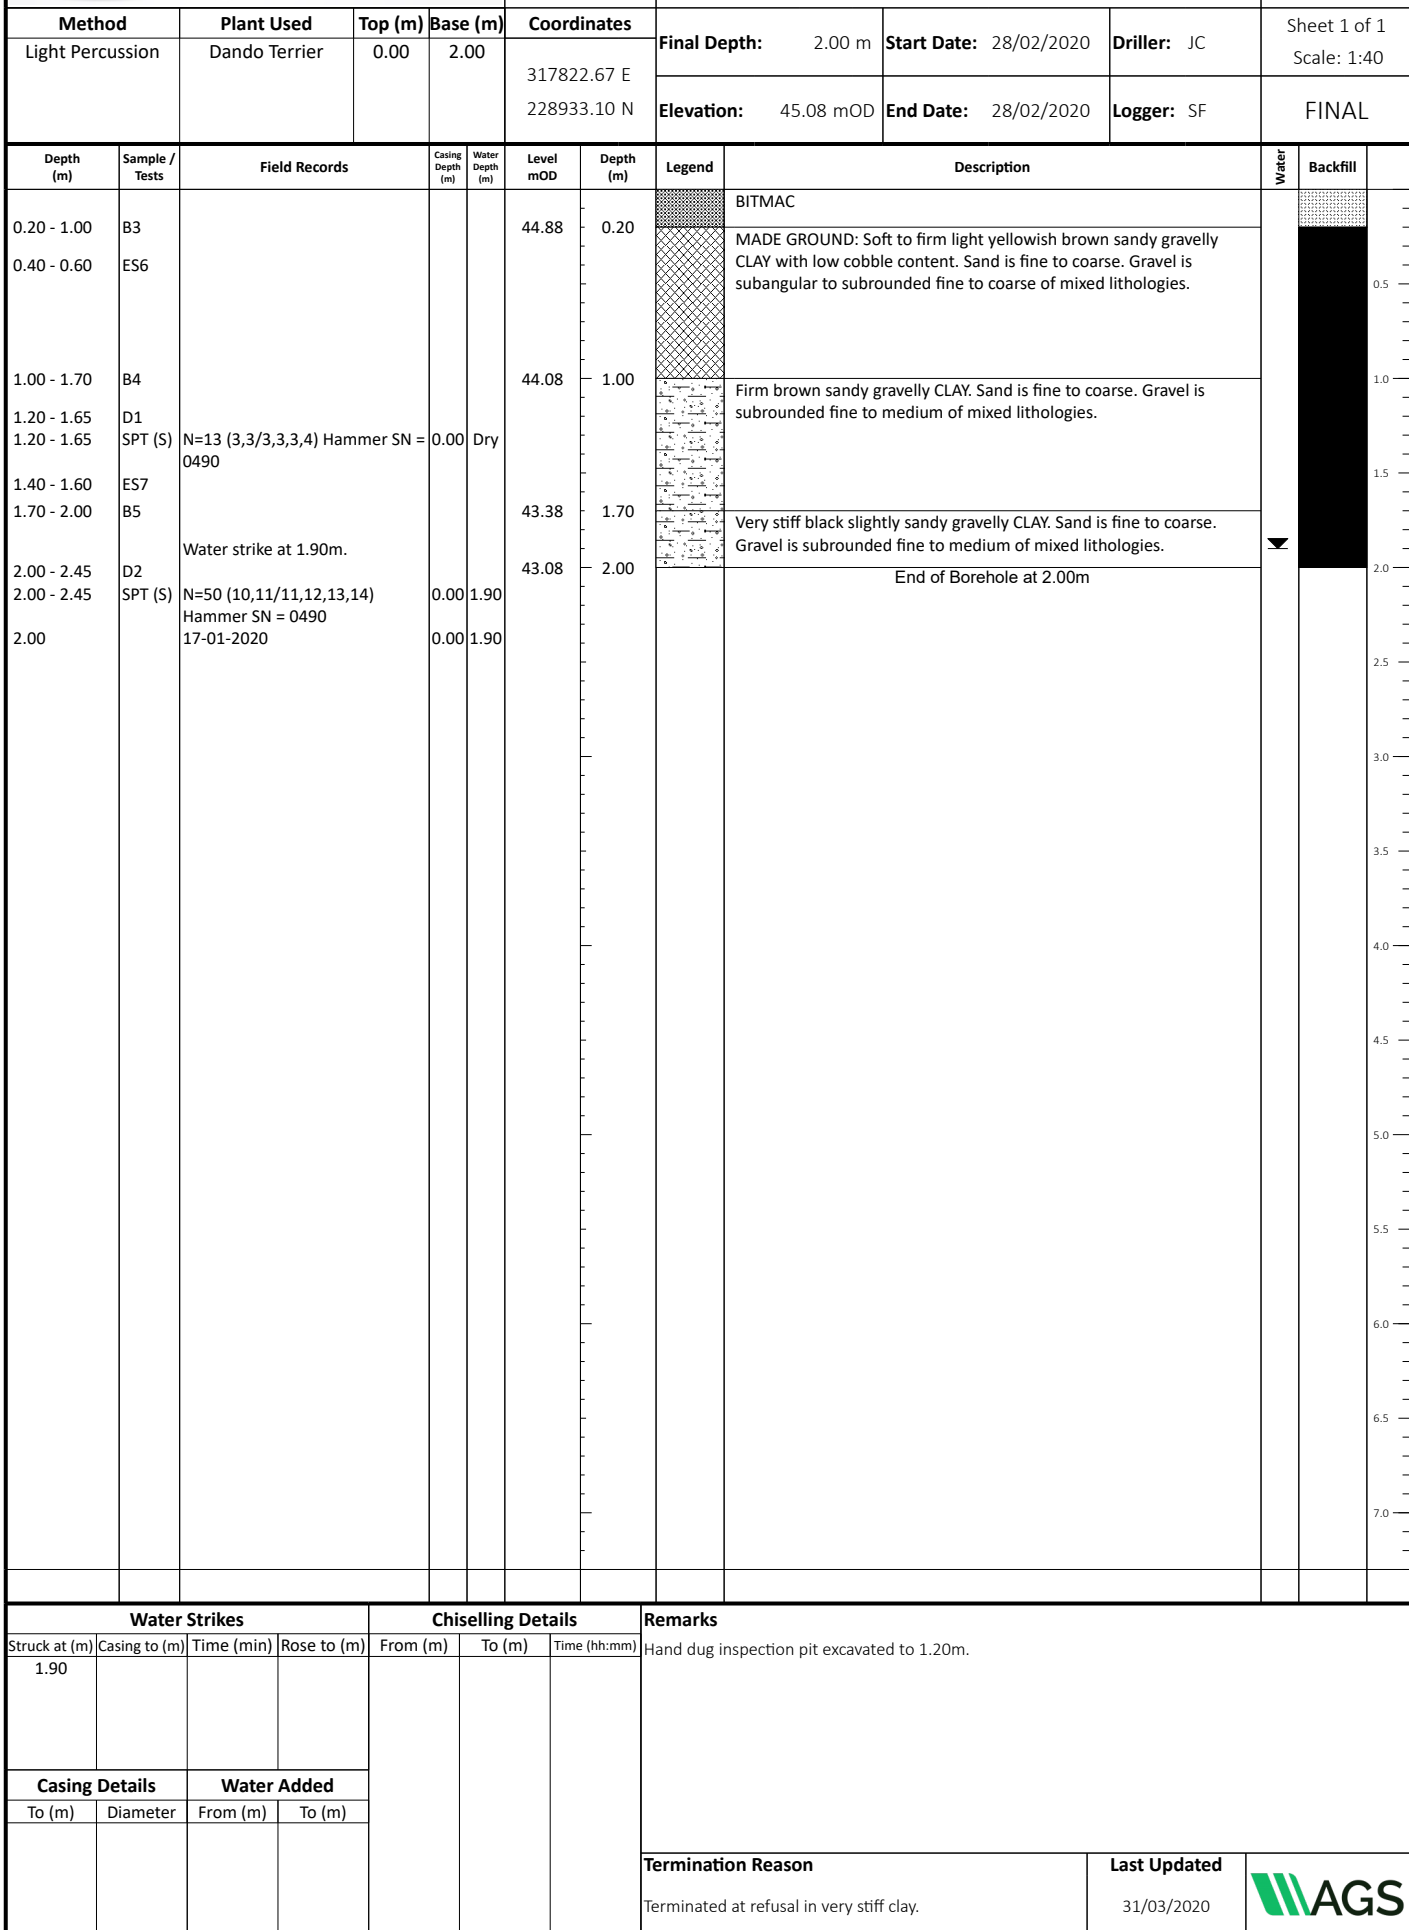 Method Plant Used Top (m) Base (m) Coordinates
Light Percussion Dando Terrier 0.00 2.00
317822.67 E
228933.10 N
Final Depth: 2.00 m Start Date: 28/02/2020 Driller: JC
Elevation: 45.08 mOD End Date: 28/02/2020 Logger: SF
Sheet 1 of 1
Scale: 1:40
FINAL
Depth (m) Sample / Tests Field Records Casing Depth (m) Water Depth (m) Level mOD Depth (m) Legend Description Water Backfill
BITMAC
0.20 - 1.00 B3 44.88 0.20
MADE GROUND: Soft to firm light yellowish brown sandy gravelly
CLAY with low cobble content. Sand is fine to coarse. Gravel is
subangular to subrounded fine to coarse of mixed lithologies.
0.40 - 0.60 ES6
0.5
1.00 - 1.70 B4 44.08 1.00 1.0
Firm brown sandy gravelly CLAY. Sand is fine to coarse. Gravel is
subrounded fine to medium of mixed lithologies.
1.20 - 1.65 D1
1.20 - 1.65 SPT (S) N=13 (3,3/3,3,3,4) Hammer SN = 0.00 Dry
0490
1.5
1.40 - 1.60 ES7
1.70 - 2.00 B5 43.38 1.70
Very stiff black slightly sandy gravelly CLAY. Sand is fine to coarse.
Gravel is subrounded fine to medium of mixed lithologies.
Water strike at 1.90m.
2.00 - 2.45 D2 43.08 2.00 2.0
End of Borehole at 2.00m
2.00 - 2.45 SPT (S) N=50 (10,11/11,12,13,14) 0.00 1.90
Hammer SN = 0490
2.00 17-01-2020 0.00 1.90
2.5
3.0
3.5
4.0
4.5
5.0
5.5
6.0
6.5
7.0
Water Strikes
Struck at (m) Casing to (m) Time (min) Rose to (m)
1.90
Chiselling Details
From (m) To (m) Time (hh:mm)
Remarks
Hand dug inspection pit excavated to 1.20m.
Casing Details Water Added
To (m) Diameter From (m) To (m)
Termination Reason
Terminated at refusal in very stiff clay.
Last Updated
31/03/2020
AGS